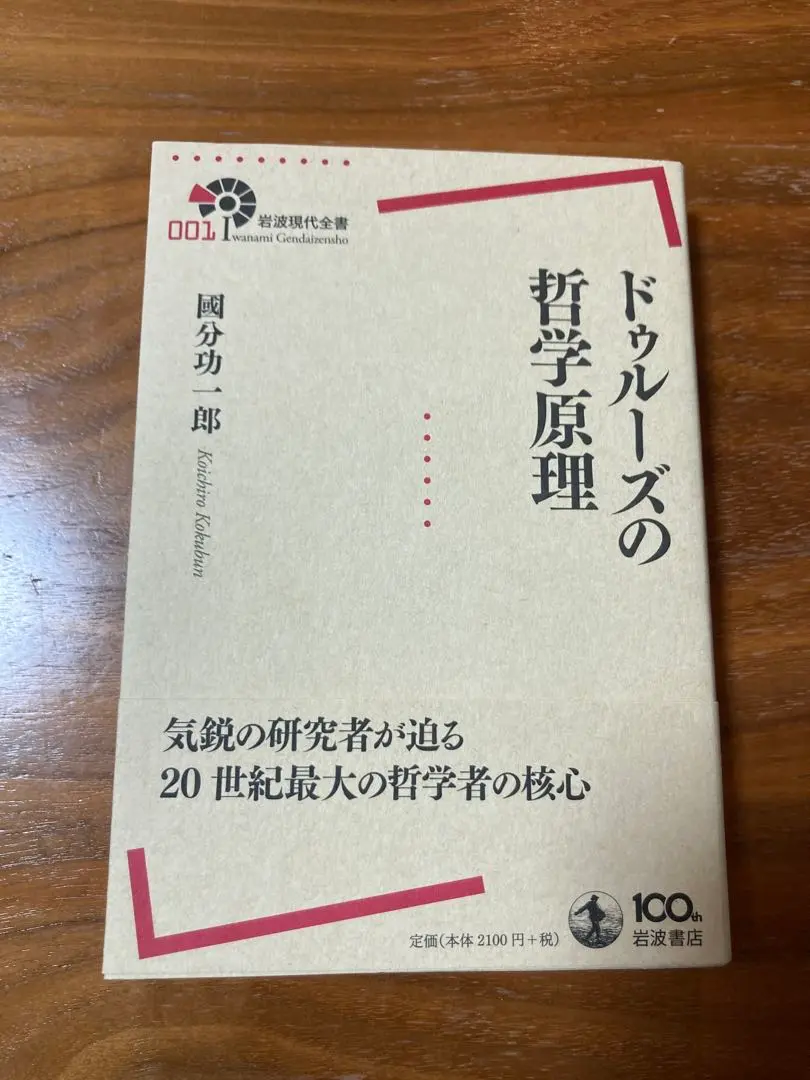 001
岩波現代全書
Iwanami Gendaizensho
ドゥルーズの
哲学原理
國分功一郎
Koichiro Kokubun
気鋭の研究者が迫る
20世紀最大の哲学者の核心
定価(本体2100円+税)
100th
岩波書店